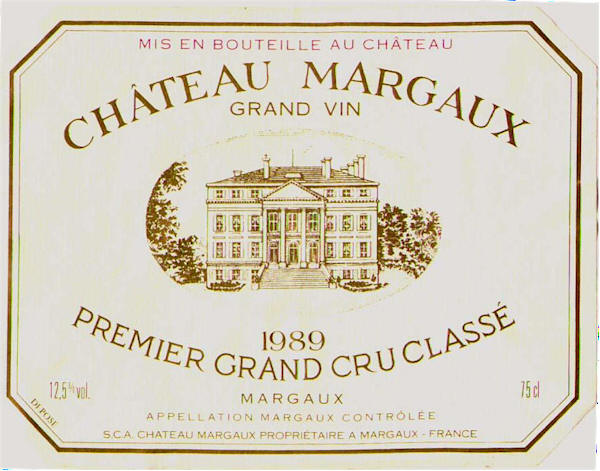 MIS EN BOUTEILLE AU CHÂTEAU
CHÂTEAU MARGAUX
GRAND VIN
1989
PREMIER GRAND CRU CLASSÉ
12,5% vol.
75 cl
MARGAUX
DÉPOSÉ
APPELLATION MARGAUX CONTRÔLÉE
S.C.A. CHATEAU MARGAUX PROPRIÉTAIRE A MARGAUX - FRANCE